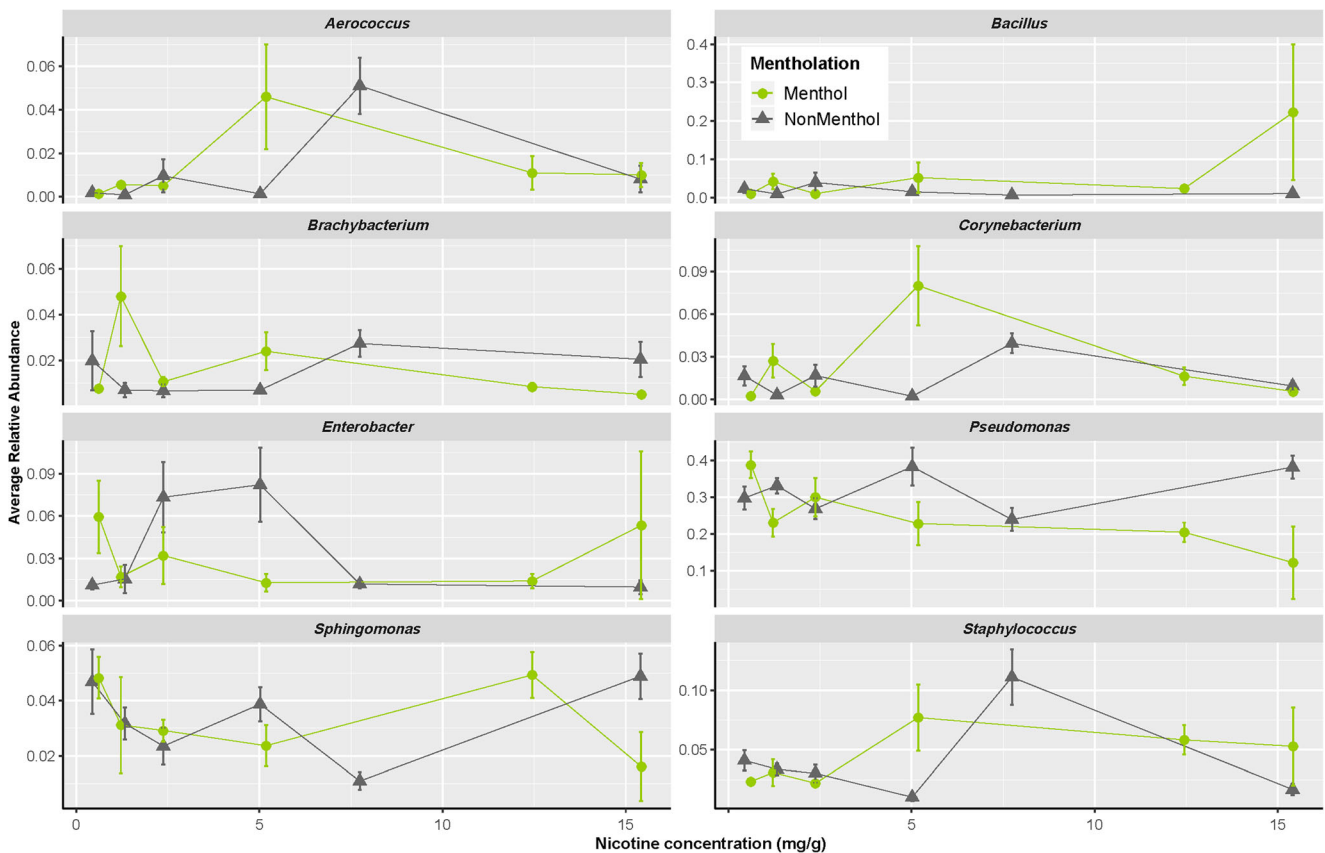 Aerococcus
Bacillus
0.06
0.04
0.02
0.00
0.4
0.3
0.2
0.1
0.0
Mentholation
Menthol
NonMenthol
Brachybacterium
Corynebacterium
0.06
0.04
0.02
0.09
0.06
0.03
0.00
Enterobacter
Pseudomonas
0.09
0.06
0.03
0.00
0.4
0.3
0.2
0.1
Sphingomonas
Staphylococcus
0.06
0.04
0.02
0.10
0.05
0
5
10
15
5
10
15
Average Relative Abundance
Nicotine concentration (mg/g)